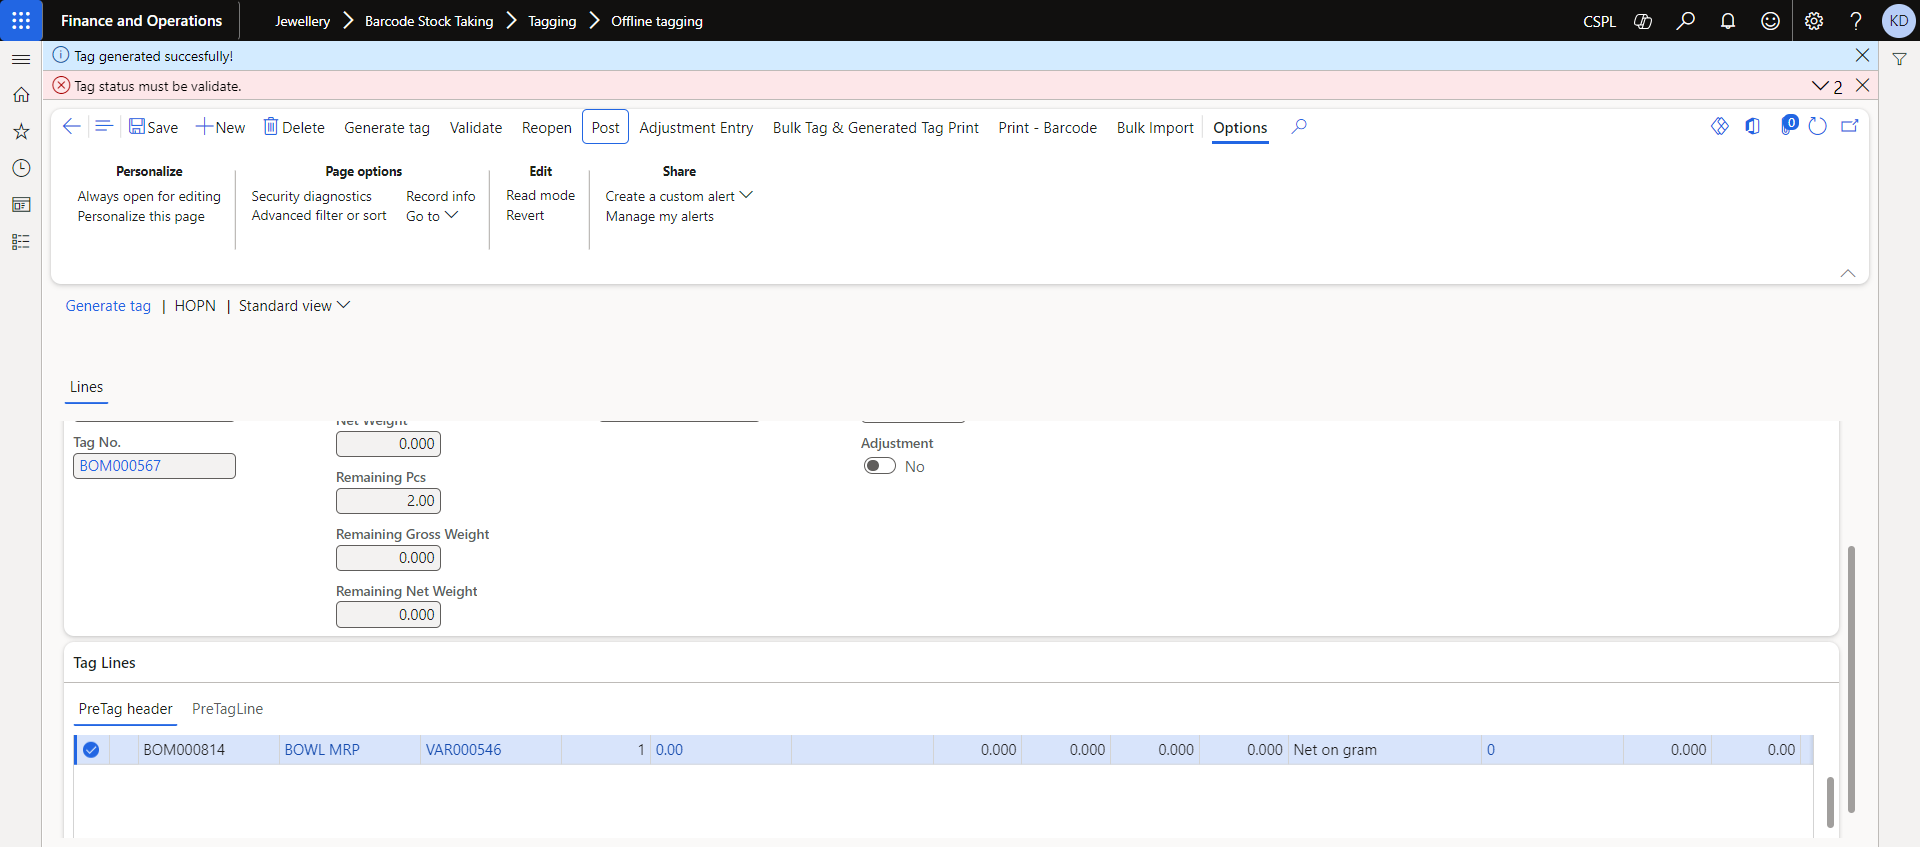 Finance and Operations
Jewellery
Barcode Stock Taking
Tagging
Offline tagging
CSPL
KD
Tag generated succesfully!
Tag status must be validate.
2
Save
New
Delete
Generate tag
Validate
Reopen
Post
Adjustment Entry
Bulk Tag & Generated Tag Print
Print - Barcode
Bulk Import
Options
0
Personalize
Always open for editing
Personalize this page
Page options
Security diagnostics
Advanced filter or sort
Record info
Go to
Edit
Read mode
Revert
Share
Create a custom alert
Manage my alerts
Generate tag | HOPN | Standard view
Lines
Tag No.
BOM000567
Net Weight
0.000
Remaining Pcs
2.00
Remaining Gross Weight
0.000
Remaining Net Weight
0.000
Adjustment
No
Tag Lines
PreTag header
PreTagLine
BOM000814 BOWL MRP VAR000546 1 0.00 0.000 0.000 0.000 0.000 Net on gram 0 0.000 0.00